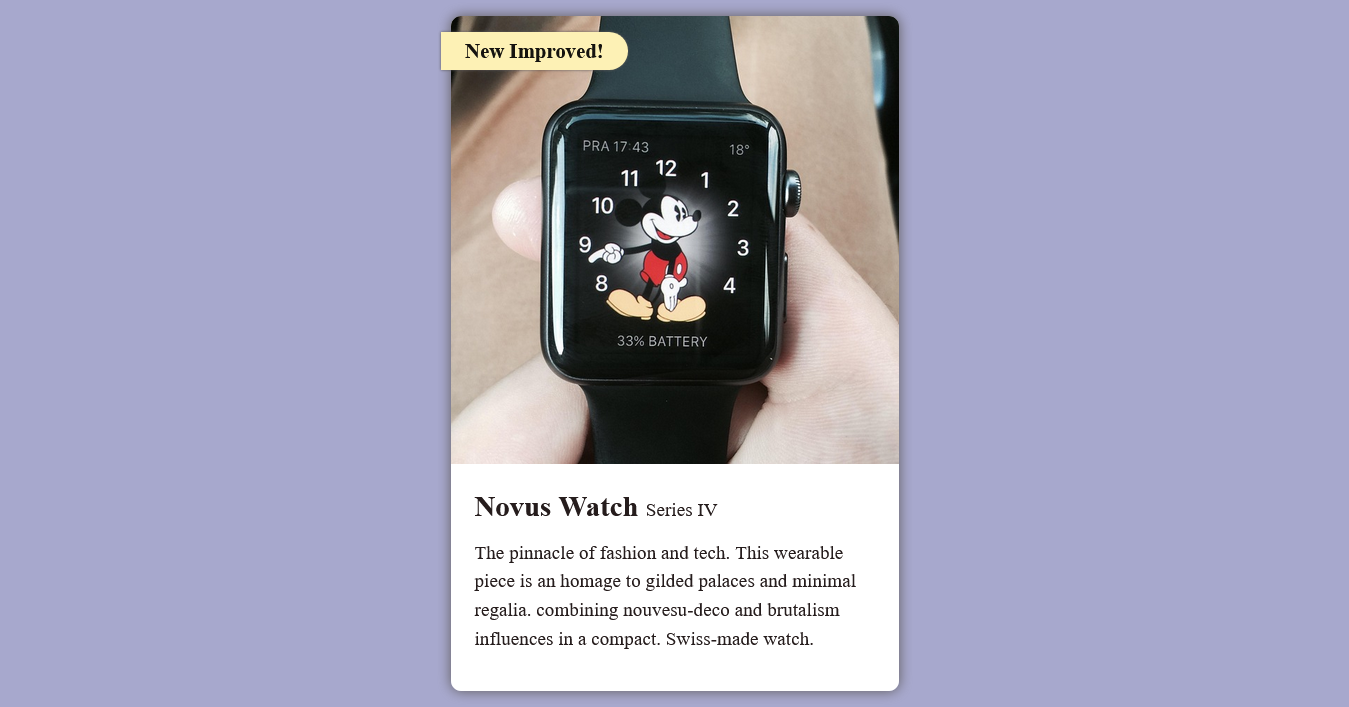 New Improved!
PRA 17:43
18°
12
11
1
10
2
9
3
8
4
33% BATTERY
Novus Watch Series IV
The pinnacle of fashion and tech. This wearable
piece is an homage to gilded palaces and minimal
regalia. combining nouvesu-deco and brutalism
influences in a compact. Swiss-made watch.